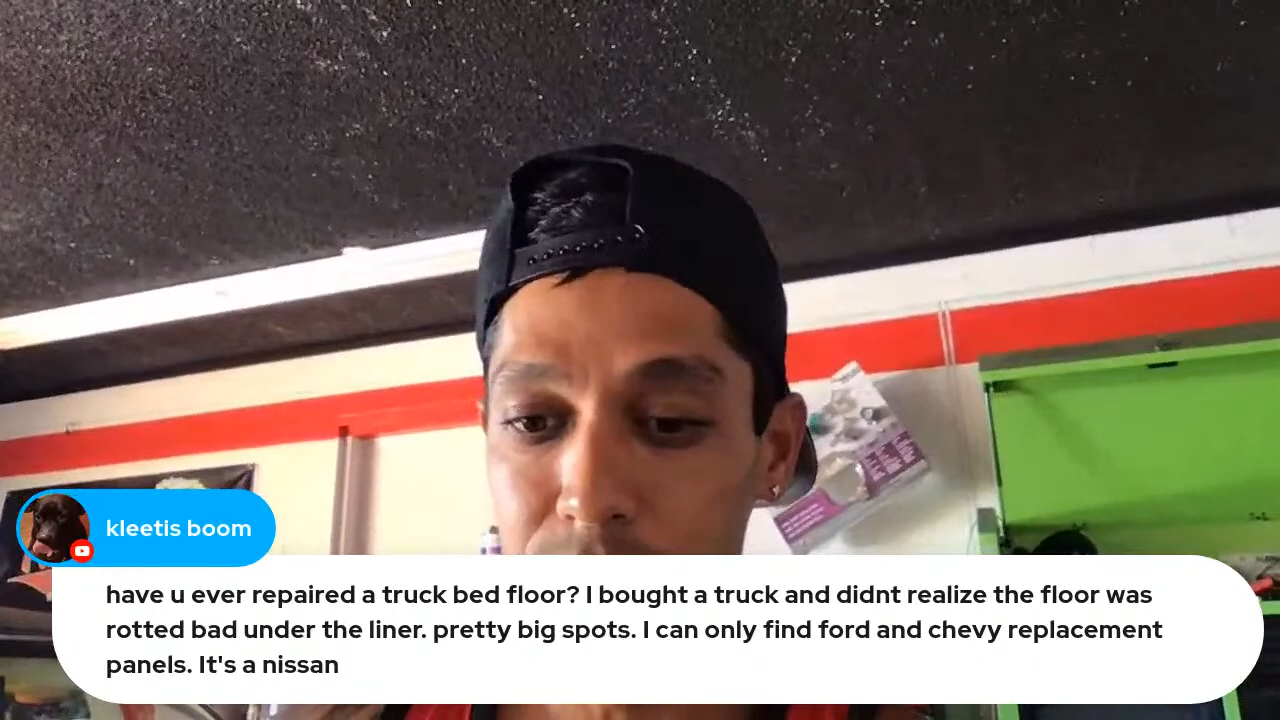 kleetis boom
have u ever repaired a truck bed floor? I bought a truck and didnt realize the floor was
rotted bad under the liner. pretty big spots. I can only find ford and chevy replacement
panels. It's a nissan